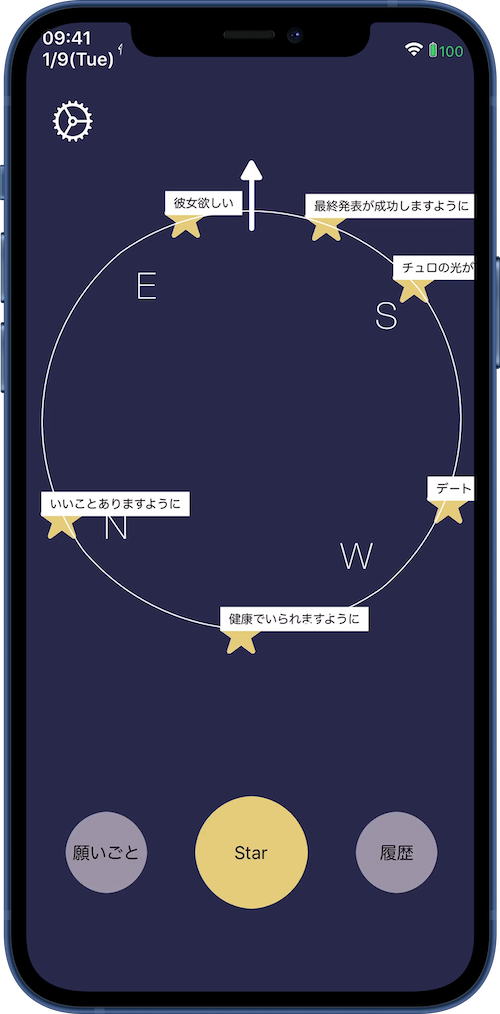 09:41
1/9(Tue)
100
彼女欲しい
最終発表が成功しますように
チュロの光が
E
S
デート
いいことありますように
N
W
健康でいられますように
願いごと
Star
履歴